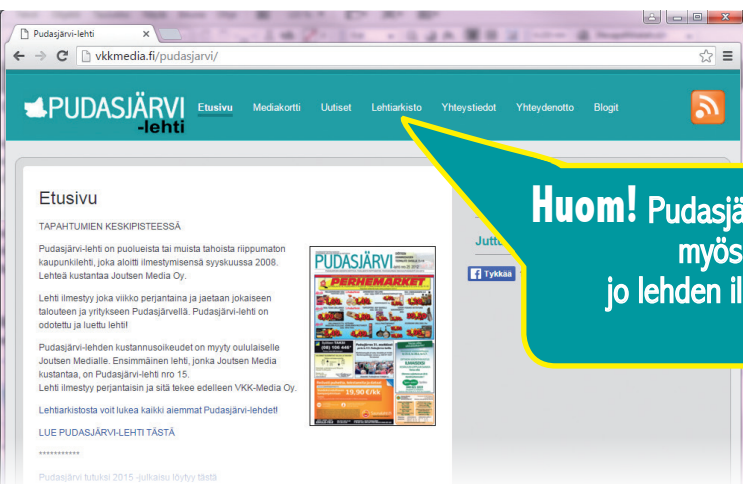 Pudasjärvi-lehti
vkkmedia.fi/pudasjarvi/
PUDASJÄRVI
-lehti
Etusivu Mediakortti Uutiset Lehtiarkisto Yhteystiedot Yhteydenotto Blogit
Etusivu
TAPAHTUMIEN KESKIPISTEESSÄ
Pudasjärvi-lehti on puolueista tai muista tahoista riippumaton
kaupunkilehti, joka aloitti ilmestymisensä syyskuussa 2008.
Lehteä kustantaa Joutsen Media Oy.
Lehti ilmestyy joka viikko perjantaina ja jaetaan jokaiseen
talouteen ja yritykseen Pudasjärvellä. Pudasjärvi-lehti on
odotettu ja luettu lehti!
Pudasjärvi-lehden kustannusoikeudet on myyty oululaiselle
Joutsen Medialle. Ensimmäinen lehti, jonka Joutsen Media
kustantaa, on Pudasjärvi-lehti nro 15.
Lehti ilmestyy perjantaisin ja sitä tekee edelleen VKK-Media Oy.
Lehtiarkistosta voit lukea kaikki aiemmat Pudasjärvi-lehdet!
LUE PUDASJÄRVI-LEHTI TÄSTÄ
***********
Pudasjärvi tutuksi 2015 -julkaisu löytyy tästä
PUDASJÄRVI
PERHEMARKET
19,90 €/kk
Juttu
Tykkää
Huom! Pudasjä
myös
jo lehden il